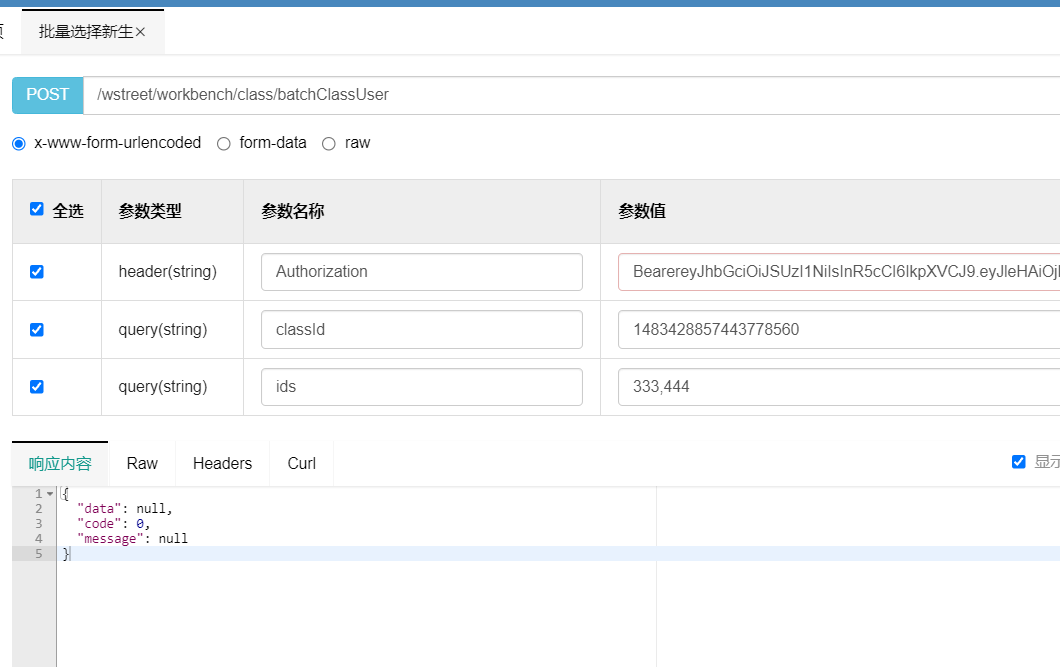 批量选择新生×
POST /wstreet/workbench/class/batchClassUser
x-www-form-urlencoded form-data raw
全选 参数类型 参数名称 参数值
header(string) Authorization
query(string) classId 1483428857443778560
query(string) ids 333,444
响应内容 Raw Headers Curl 显示
1 {
2 "data": null,
3 "code": 0,
4 "message": null
5 }